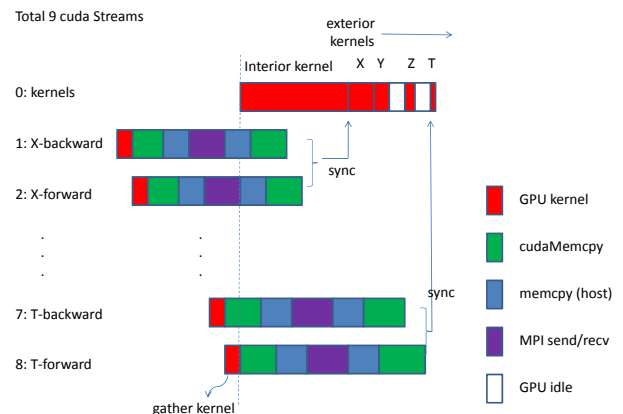 Total 9 cuda Streams
exterior
kernels
Interior kernel X Y Z T
0: kernels
1: X-backward
sync
2: X-forward
GPU kernel
cudaMemcpy
memcpy (host)
sync
7: T-backward
MPI send/recv
8: T-forward
GPU idle
gather kernel